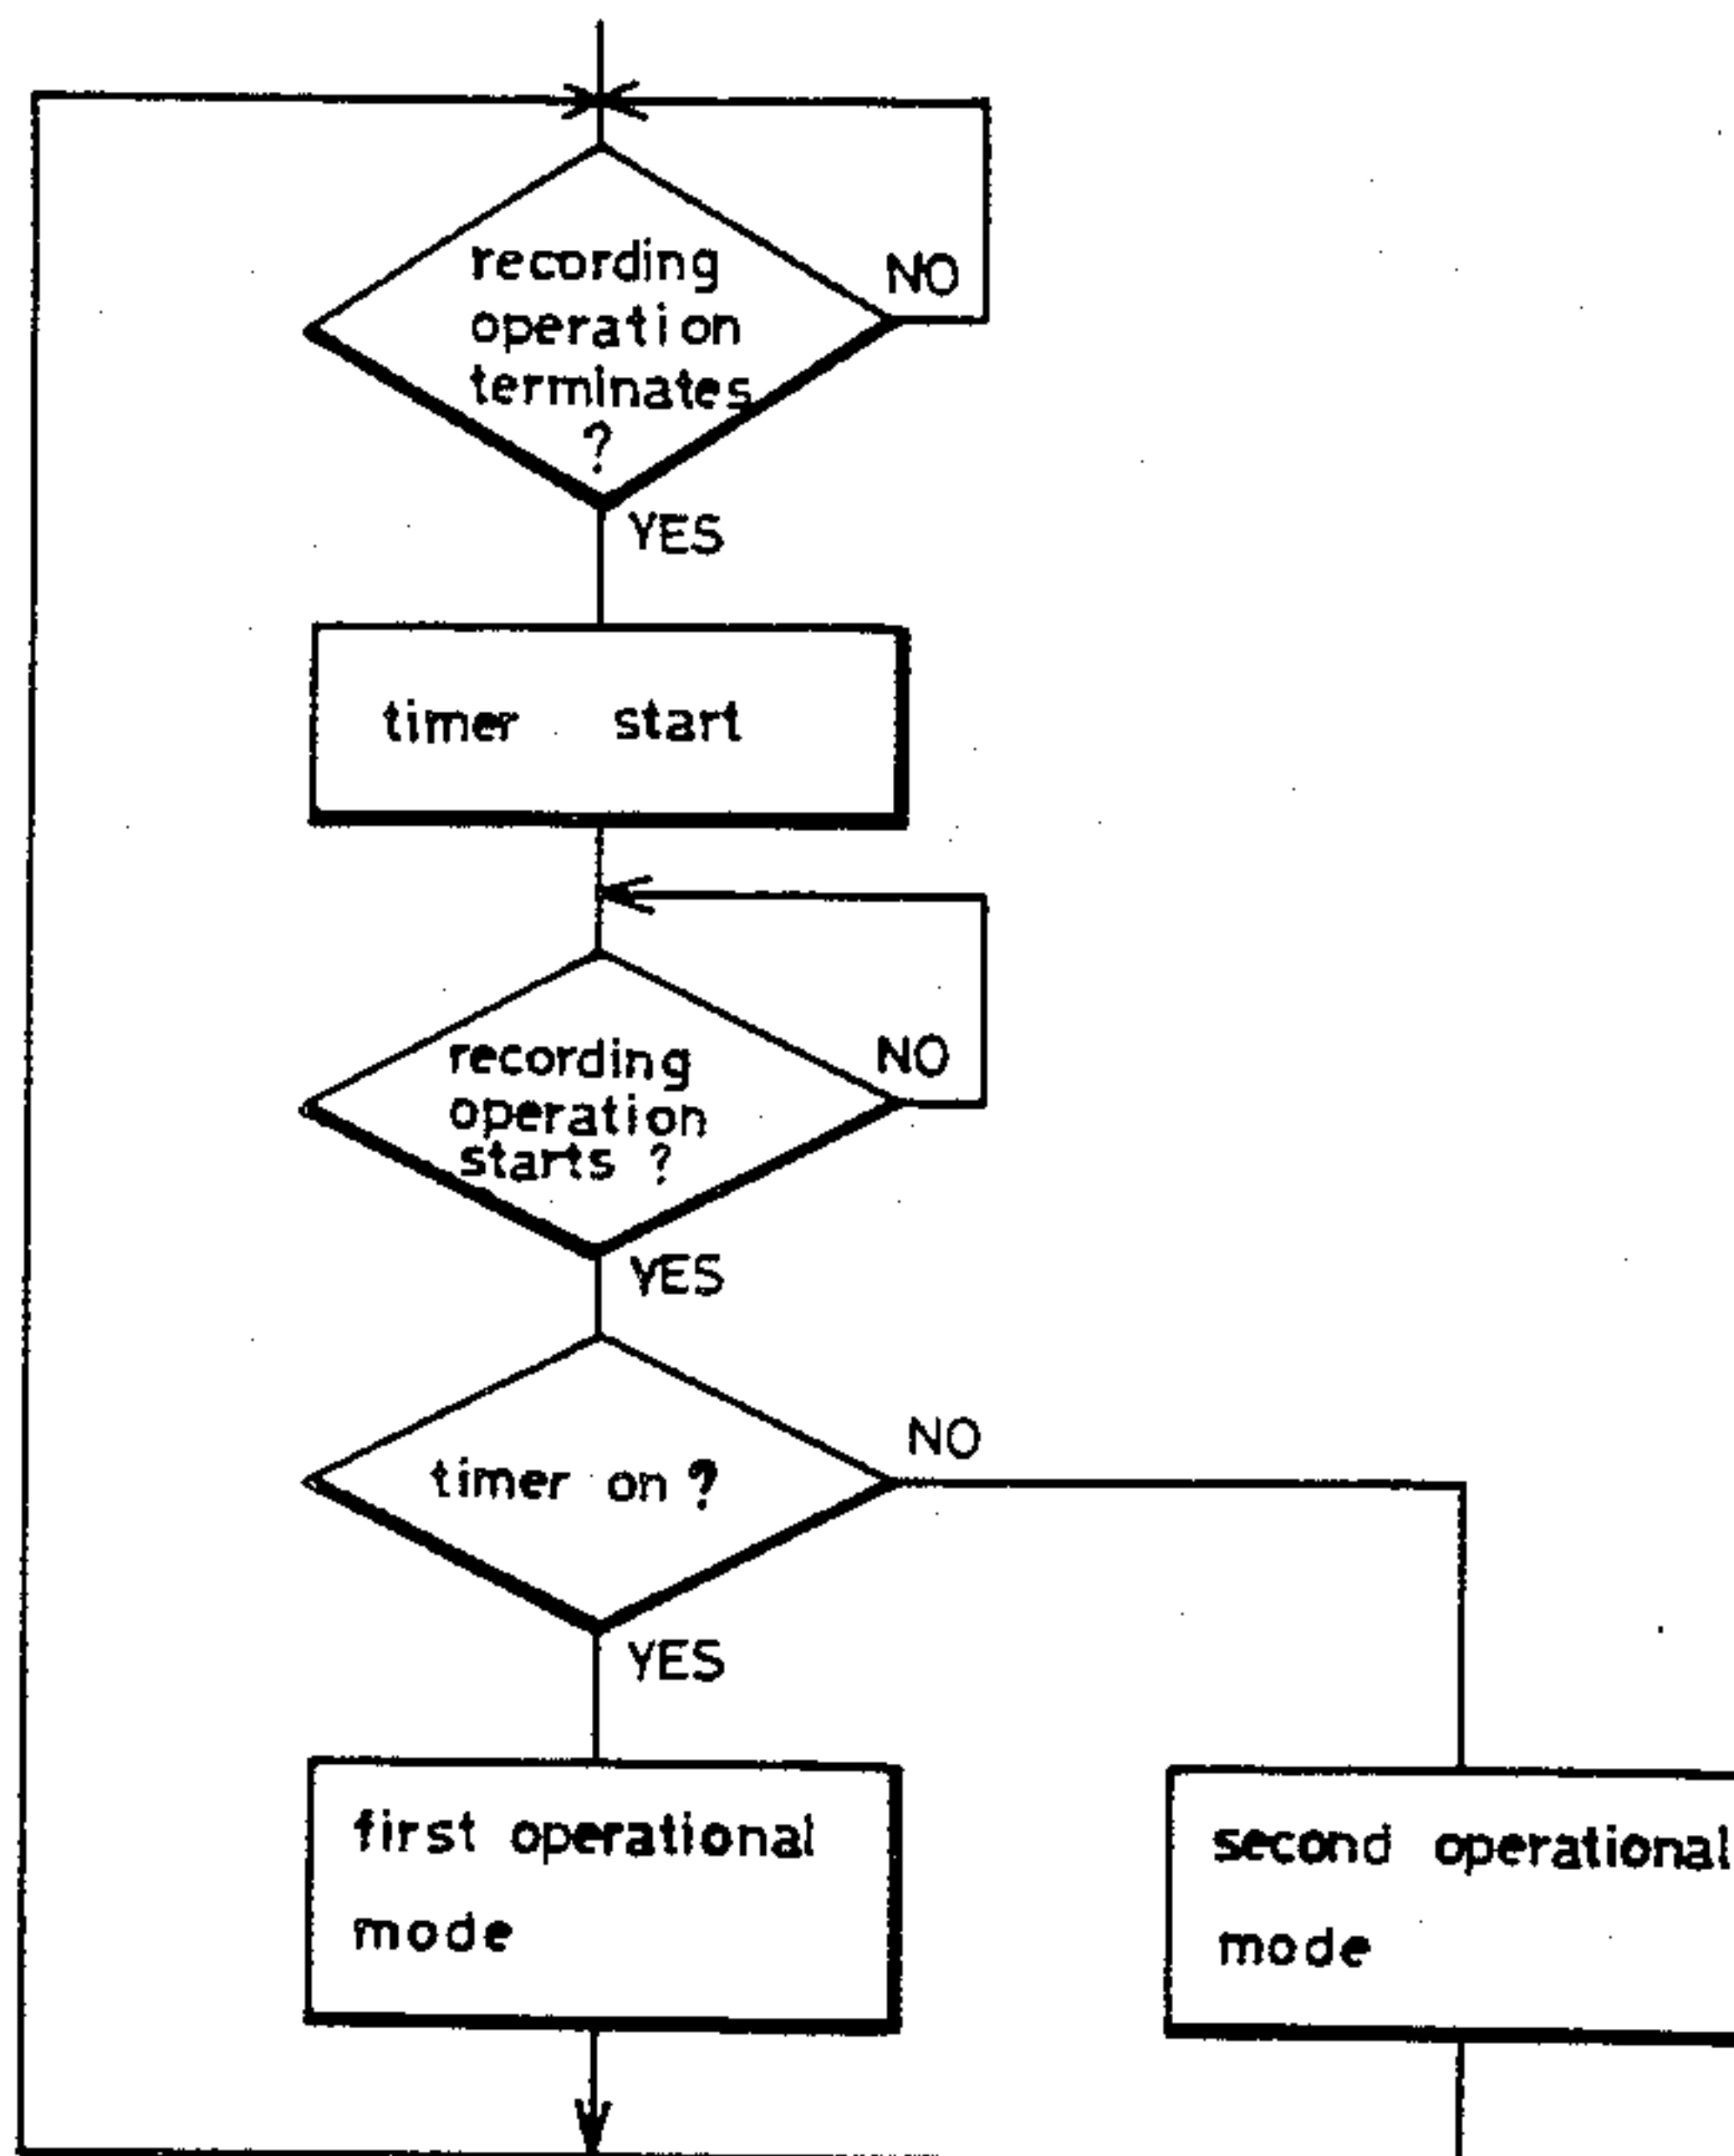 recording
operation
terminates
?
NO
YES
timer start
recording
operation
starts ?
NO
YES
timer on ?
NO
YES
first operational
mode
second operational
mode